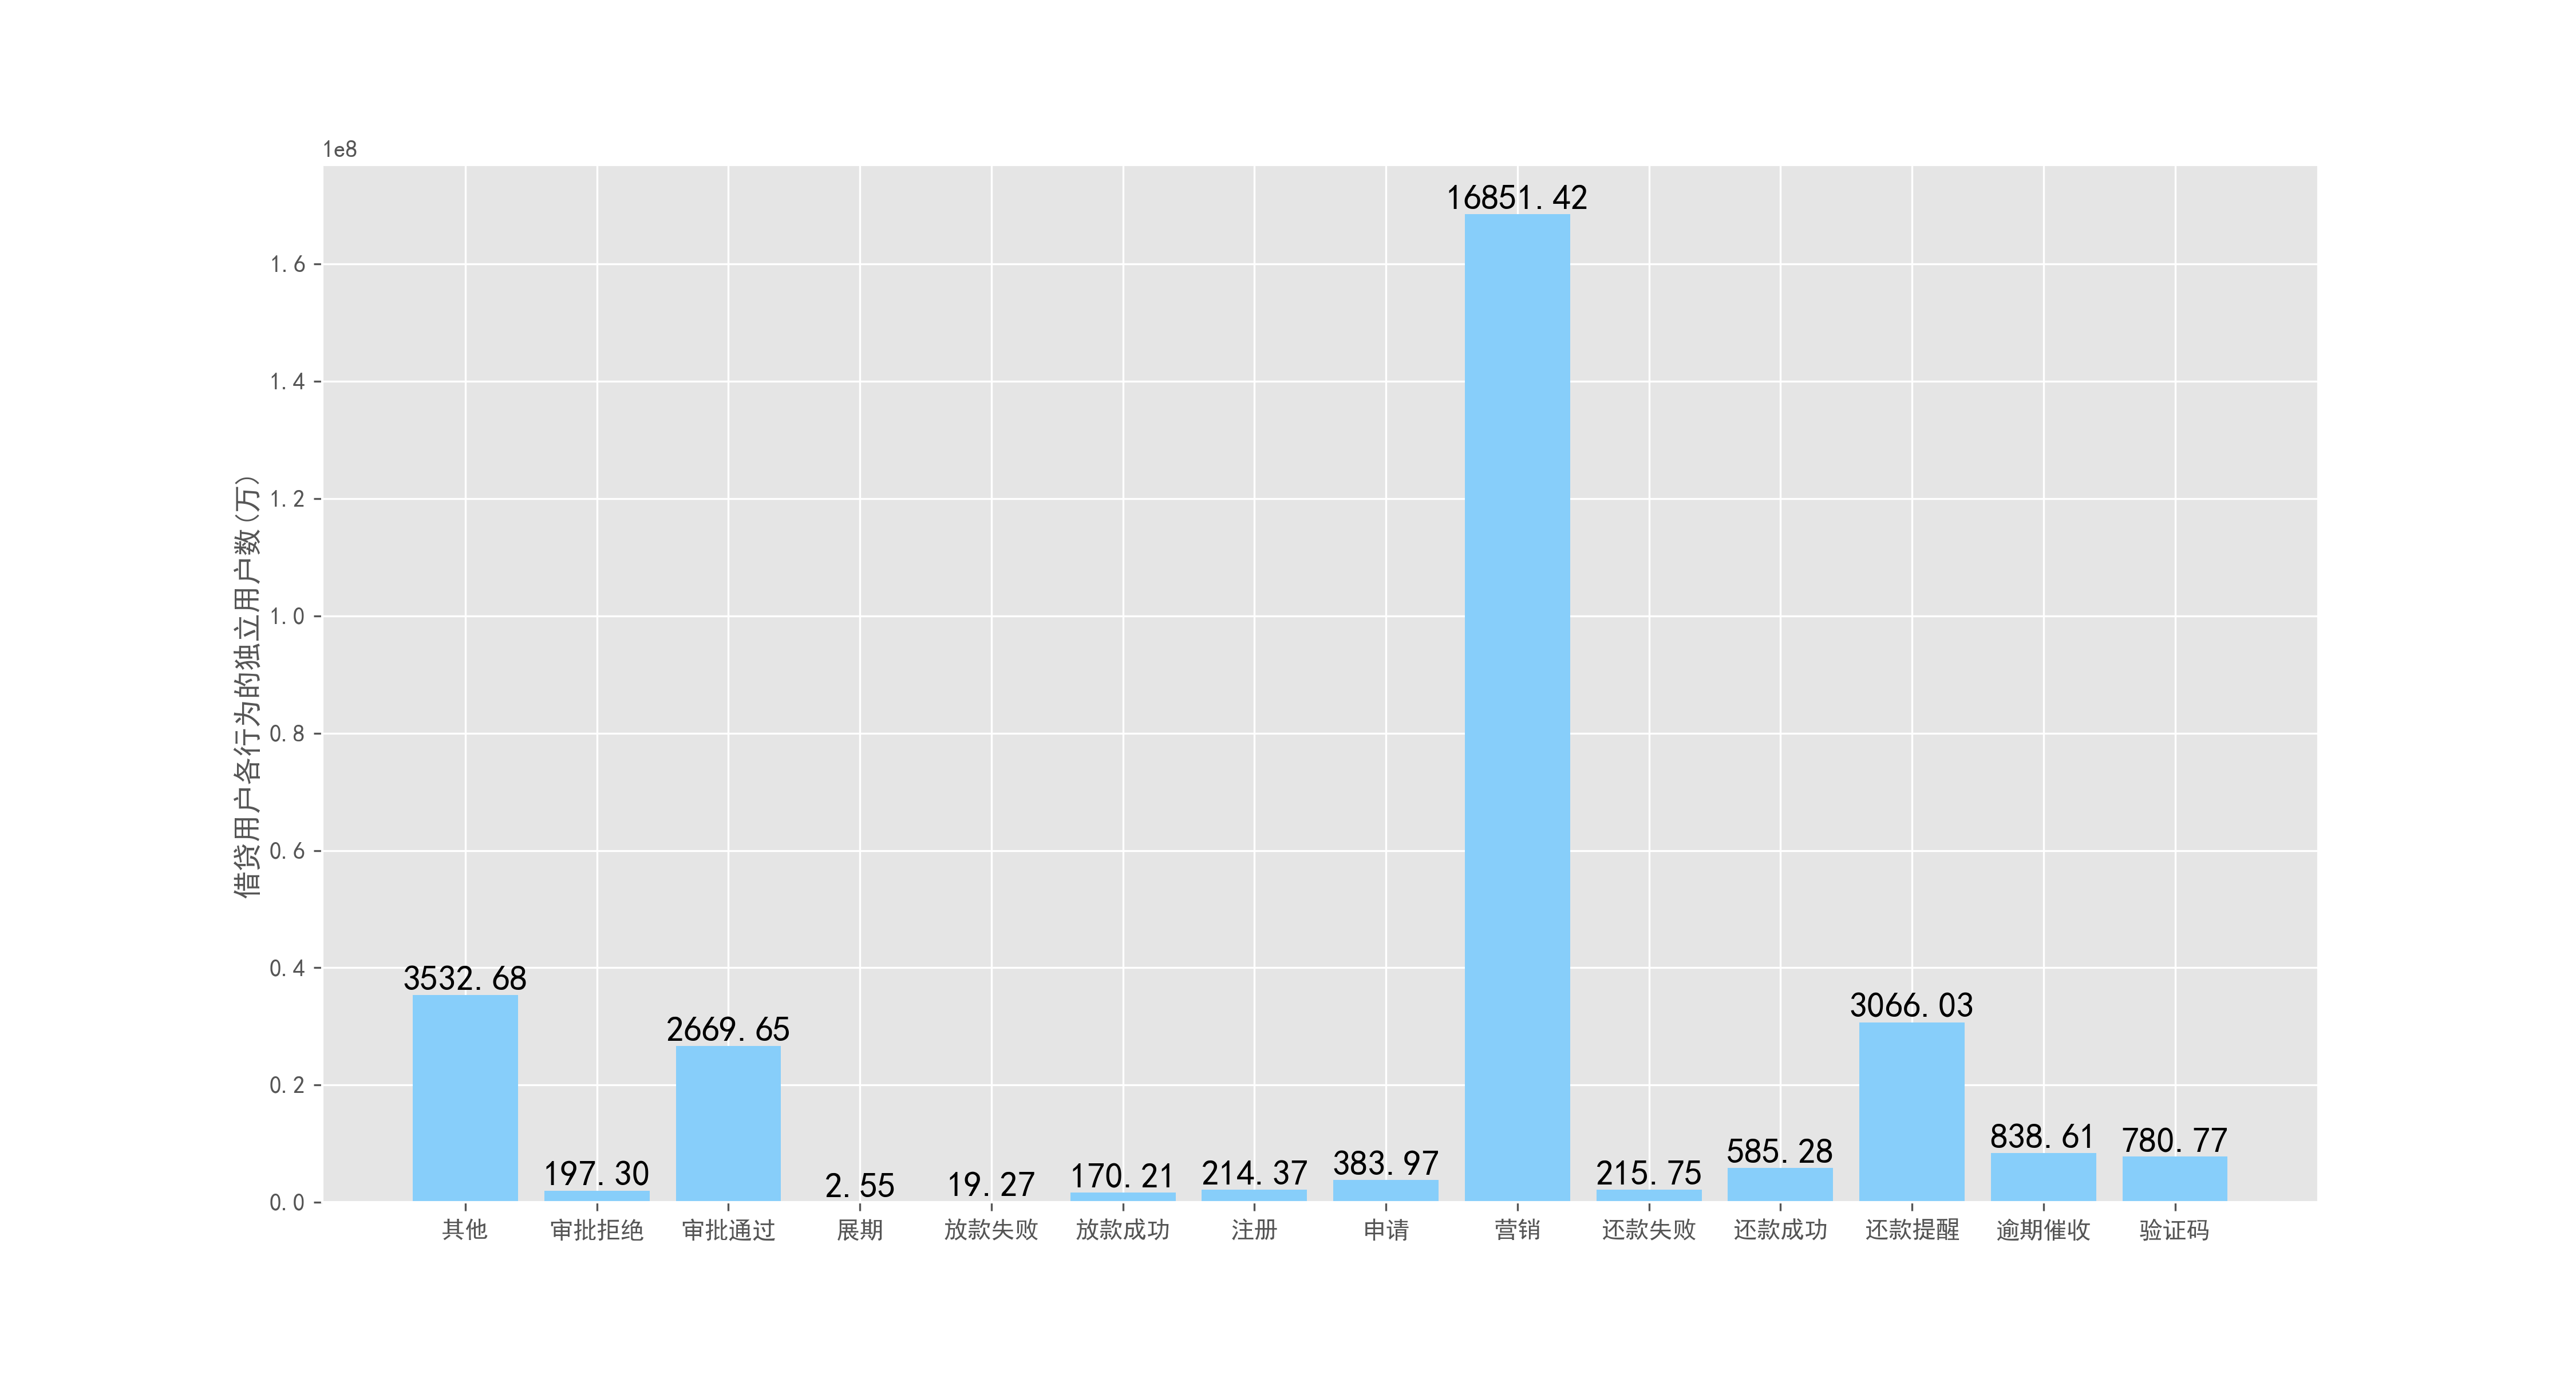 1e8
16851.42
1.6
1.4
1.2
1.0
0.8
0.6
0.4
0.2
0.0
借贷用户各行为的独立用户数(万)
3532.68
197.30
2669.65
2.55
19.27
170.21
214.37
383.97
215.75
585.28
3066.03
838.61
780.77
其他
审批拒绝
审批通过
展期
放款失败
放款成功
注册
申请
营销
还款失败
还款成功
还款提醒
逾期催收
验证码